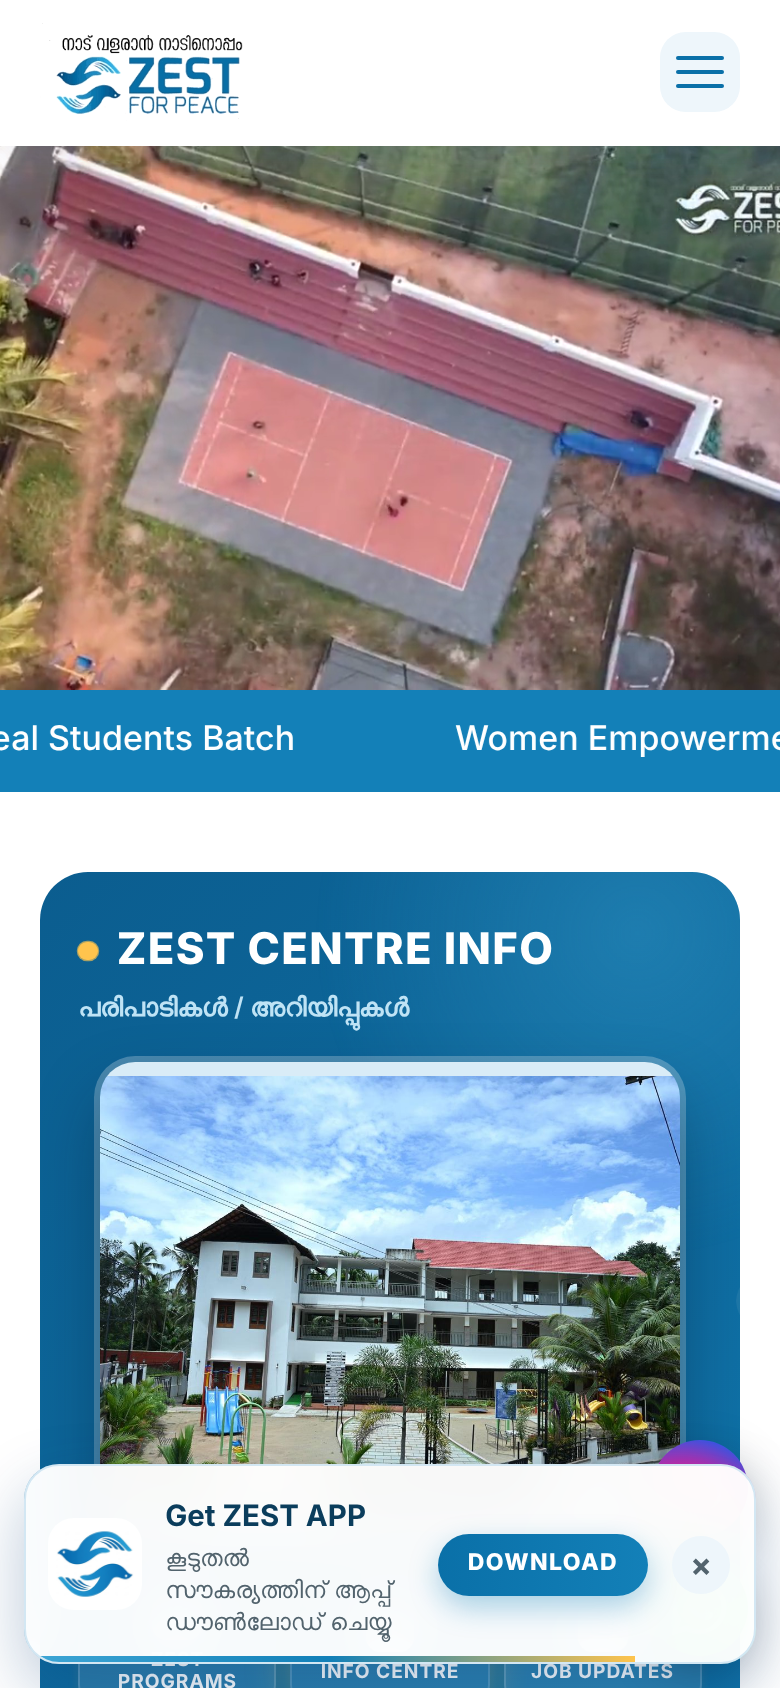 നാട് വളരാൻ നാടിനൊപ്പം
ZEST
FOR PEACE
eal Students Batch
Women Empowerme
ZEST CENTRE INFO
പരിപാടികൾ / അറിയിപ്പുകൾ
Get ZEST APP
കൂടുതൽ
സൗകര്യത്തിന് ആപ്പ്
ഡൗൺലോഡ് ചെയ്യൂ
DOWNLOAD
PROGRAMS
INFO CENTRE
JOB UPDATES